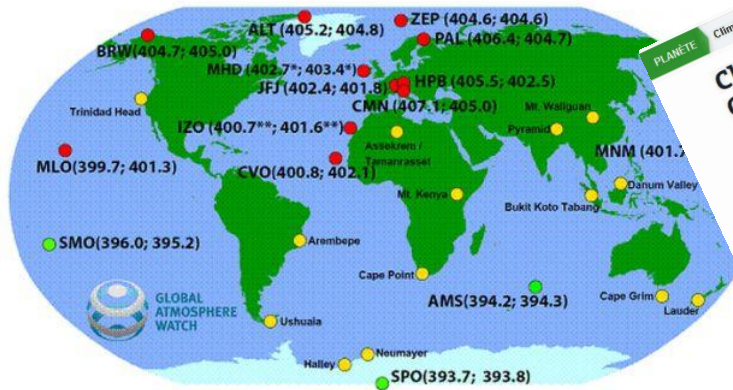 ALT (405.2; 404.8)
ZEP (404.6; 404.6)
BRW (404.7; 405.0)
PAL (406.4; 404.7)
PLANÈTE
MHD (402.7*; 403.4*)
HPB (405.5; 402.5)
JFJ (402.4; 401.8)
CMN (407.1; 405.0)
Trinidad Head
Mt. Waliguan
IZO (400.7**; 401.6**)
Pyramid
Assekrem /
Tamanrasset
MNM (401.7
MLO(399.7; 401.3)
CVO(400.8; 402.1)
Danum Valley
Mt. Kenya
Bukit Koto Tabang
SMO(396.0; 395.2)
Arembepe
Cape Point
AMS(394.2; 394.3)
Cape Grim
Lauder
GLOBAL
ATMOSPHERE
WATCH
Ushuaia
Neumayer
Halley
SPO(393.7; 393.8)